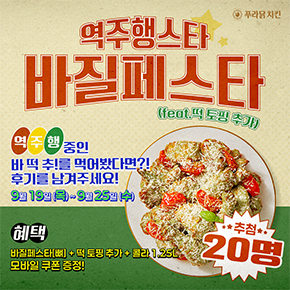 푸라닭 치킨
역주행스타
바질페스타
(feat.떡 토핑 추가)
역주행 중인
바 떡 추!를 먹어봤다면?!
후기를 남겨주세요!
9월 19일(목) ~ 9월 25일(수)
혜택
바질페스타(뼈) + 떡 토핑 추가 + 콜라 1.25L
모바일 쿠폰 증정!
추첨
20명